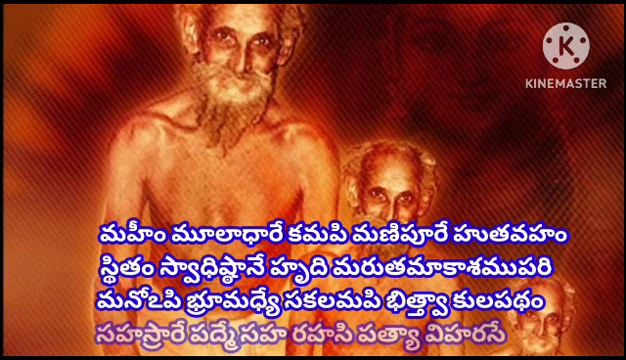 KINEMASTER
మహీం మూలాధారే కమపి మణిపూరే హుతవహం
స్థితం స్వాధిష్ఠానే హృది మరుతమాకాశముపరి
మనోఽపి భ్రూమధ్యే సకలమపి భిత్త్వా కులపథం
సహస్రారే పద్మే సహ రహసి పత్యా విహరసే